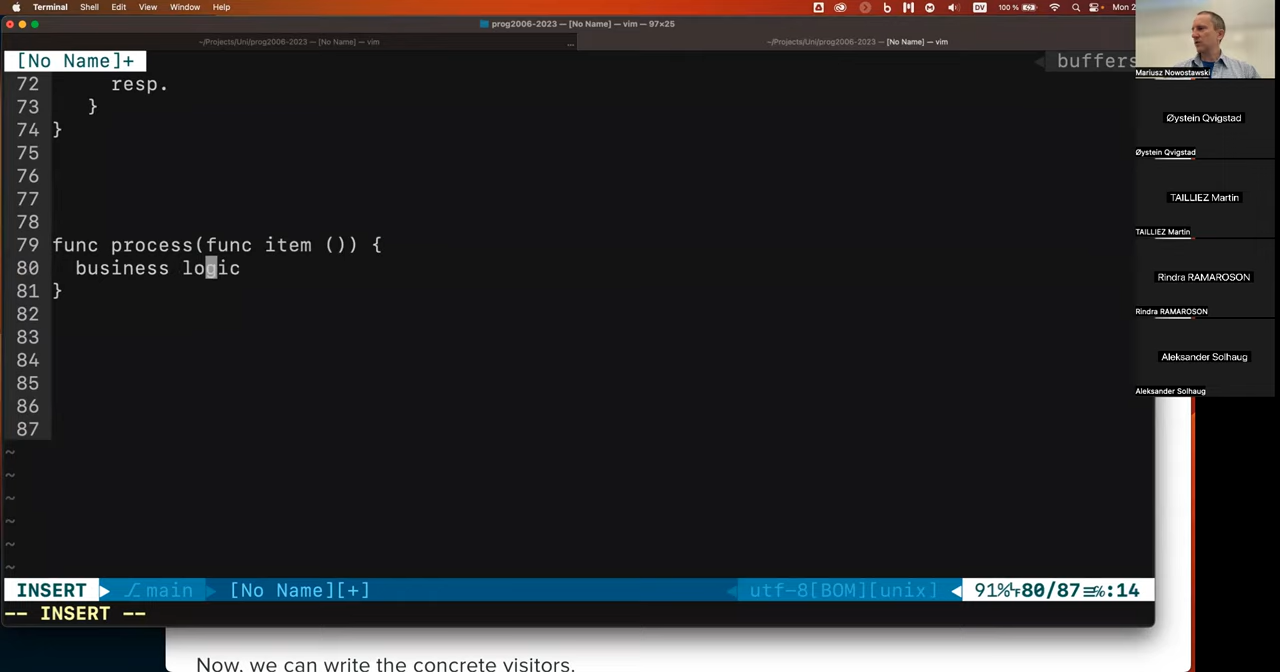 Terminal Shell Edit View Window Help 100 % Mon 2
prog2006-2023 — [No Name] — vim — 97×25
~/Projects/Uni/prog2006-2023 — [No Name] — vim ... ~/Projects/Uni/prog2006-2023 — [No Name] — vim
[No Name]+ buffers
72 resp.
73 }
74 }
75
76
77
78
79 func process(func item ()) {
80 business logic
81 }
82
83
84
85
86
87
~
~
~
~
~
~
INSERT main [No Name][+] utf-8[BOM][unix] 91% 80/87 :14
-- INSERT --
Now, we can write the concrete visitors.
Mariusz Nowostawski
Øystein Qvigstad
Øystein Qvigstad
TAILLIEZ Martin
TAILLIEZ Martin
Rindra RAMAROSON
Rindra RAMAROSON
Aleksander Solhaug
Aleksander Solhaug